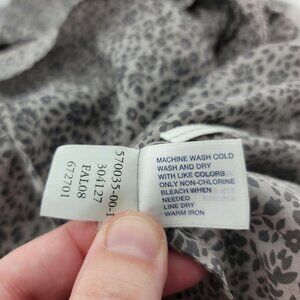 570035-00-1
304127
FAL08
672701
MACHINE WASH COLD
WASH AND DRY
WITH LIKE COLORS
ONLY NON-CHLORINE
BLEACH WHEN
NEEDED
LINE DRY
WARM IRON